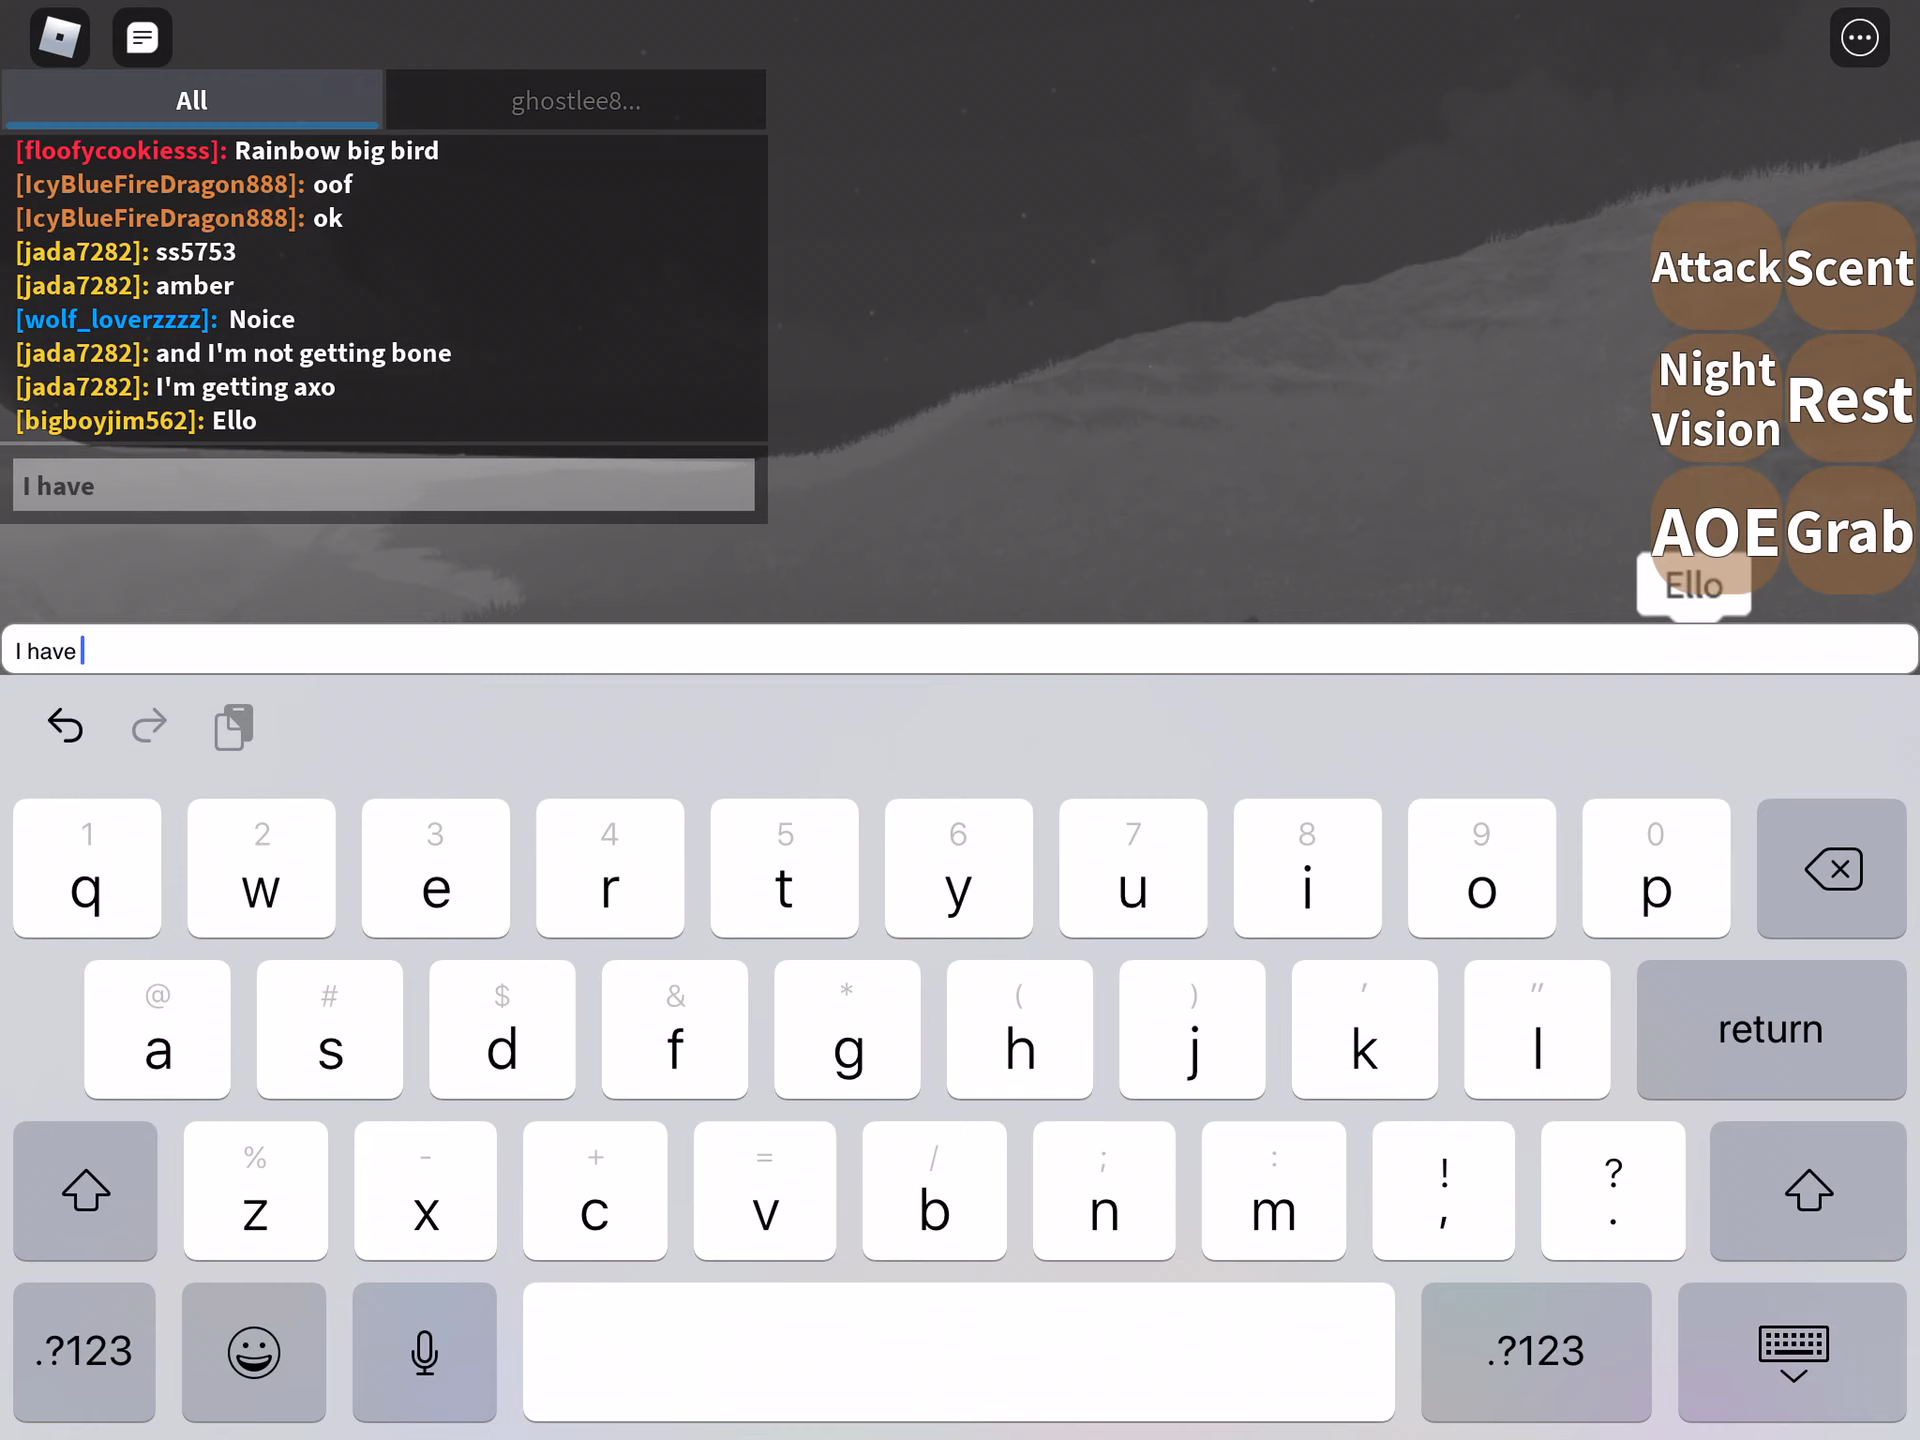 All
ghostlee8...
[floofycookiesss]: Rainbow big bird
[IcyBlueFireDragon888]: oof
[IcyBlueFireDragon888]: ok
[jada7282]: ss5753
[jada7282]: amber
[wolf_loverzzzz]: Noice
[jada7282]: and I'm not getting bone
[jada7282]: I'm getting axo
[bigboyjim562]: Ello
I have
Attack Scent
Night Vision
Rest
AOE Grab
Ello
I have
1 2 3 4 5 6 7 8 9 0
q w e r t y u i o p
@ # $ & * ( ) ' "
a s d f g h j k l return
% - + = / ; : ! ?
z x c v b n m , .
.?123 .?123